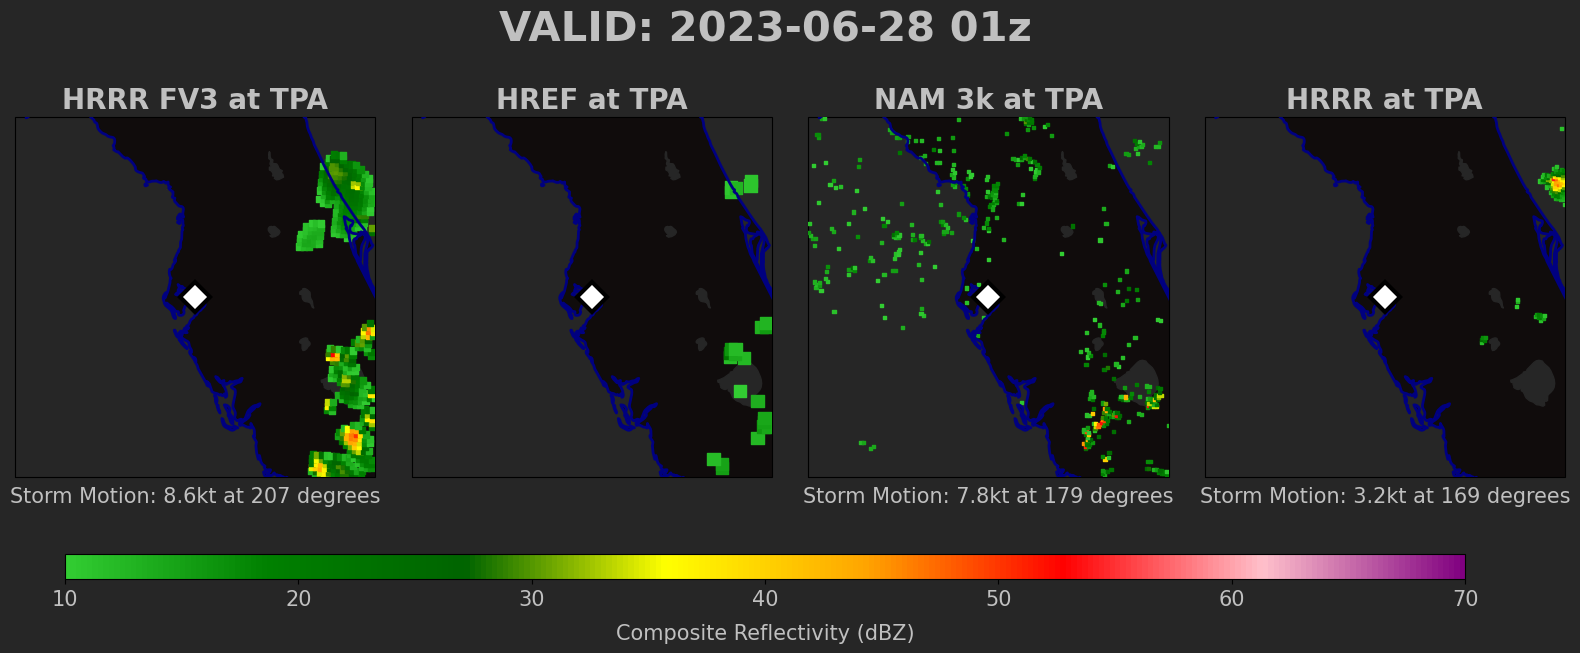 VALID: 2023-06-28 01z
HRRR FV3 at TPA
HREF at TPA
NAM 3k at TPA
HRRR at TPA
Storm Motion: 8.6kt at 207 degrees
Storm Motion: 7.8kt at 179 degrees
Storm Motion: 3.2kt at 169 degrees
10 20 30 40 50 60 70
Composite Reflectivity (dBZ)